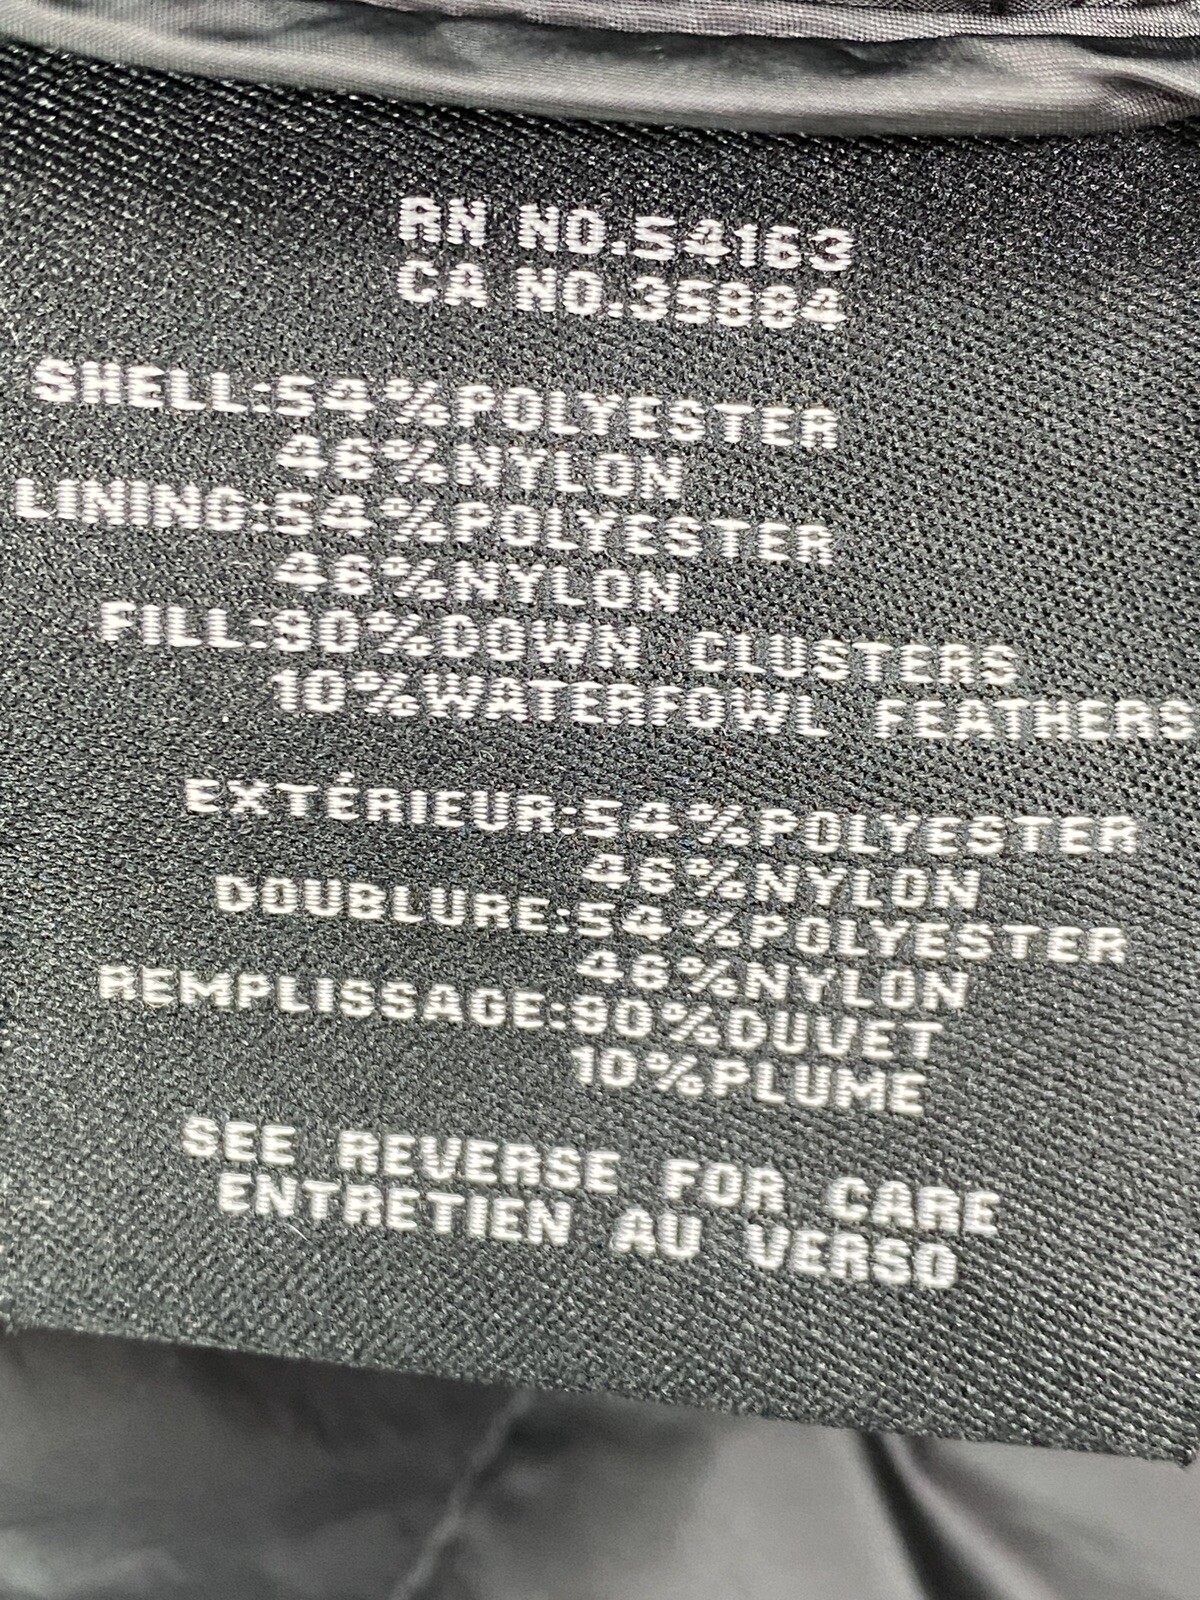 RN NO.54163
CA NO.35884
SHELL:54%POLYESTER
46%NYLON
LINING:54%POLYESTER
46%NYLON
FILL:90%DOWN CLUSTERS
10%WATERFOWL FEATHERS
EXTÉRIEUR:54%POLYESTER
46%NYLON
DOUBLURE:54%POLYESTER
46%NYLON
REMPLISSAGE:90%DUVET
10%PLUME
SEE REVERSE FOR CARE
ENTRETIEN AU VERSO